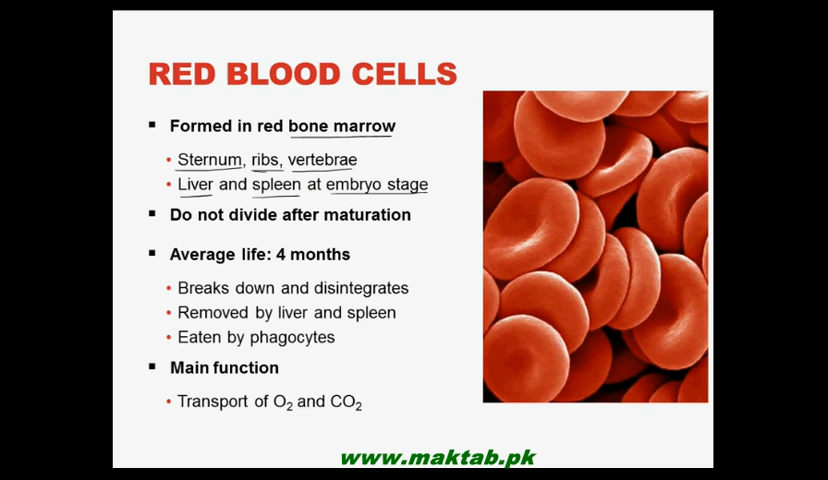 RED BLOOD CELLS
▪ Formed in red bone marrow
• Sternum, ribs, vertebrae
• Liver and spleen at embryo stage
▪ Do not divide after maturation
▪ Average life: 4 months
• Breaks down and disintegrates
• Removed by liver and spleen
• Eaten by phagocytes
▪ Main function
• Transport of O₂ and CO₂
www.maktab.pk